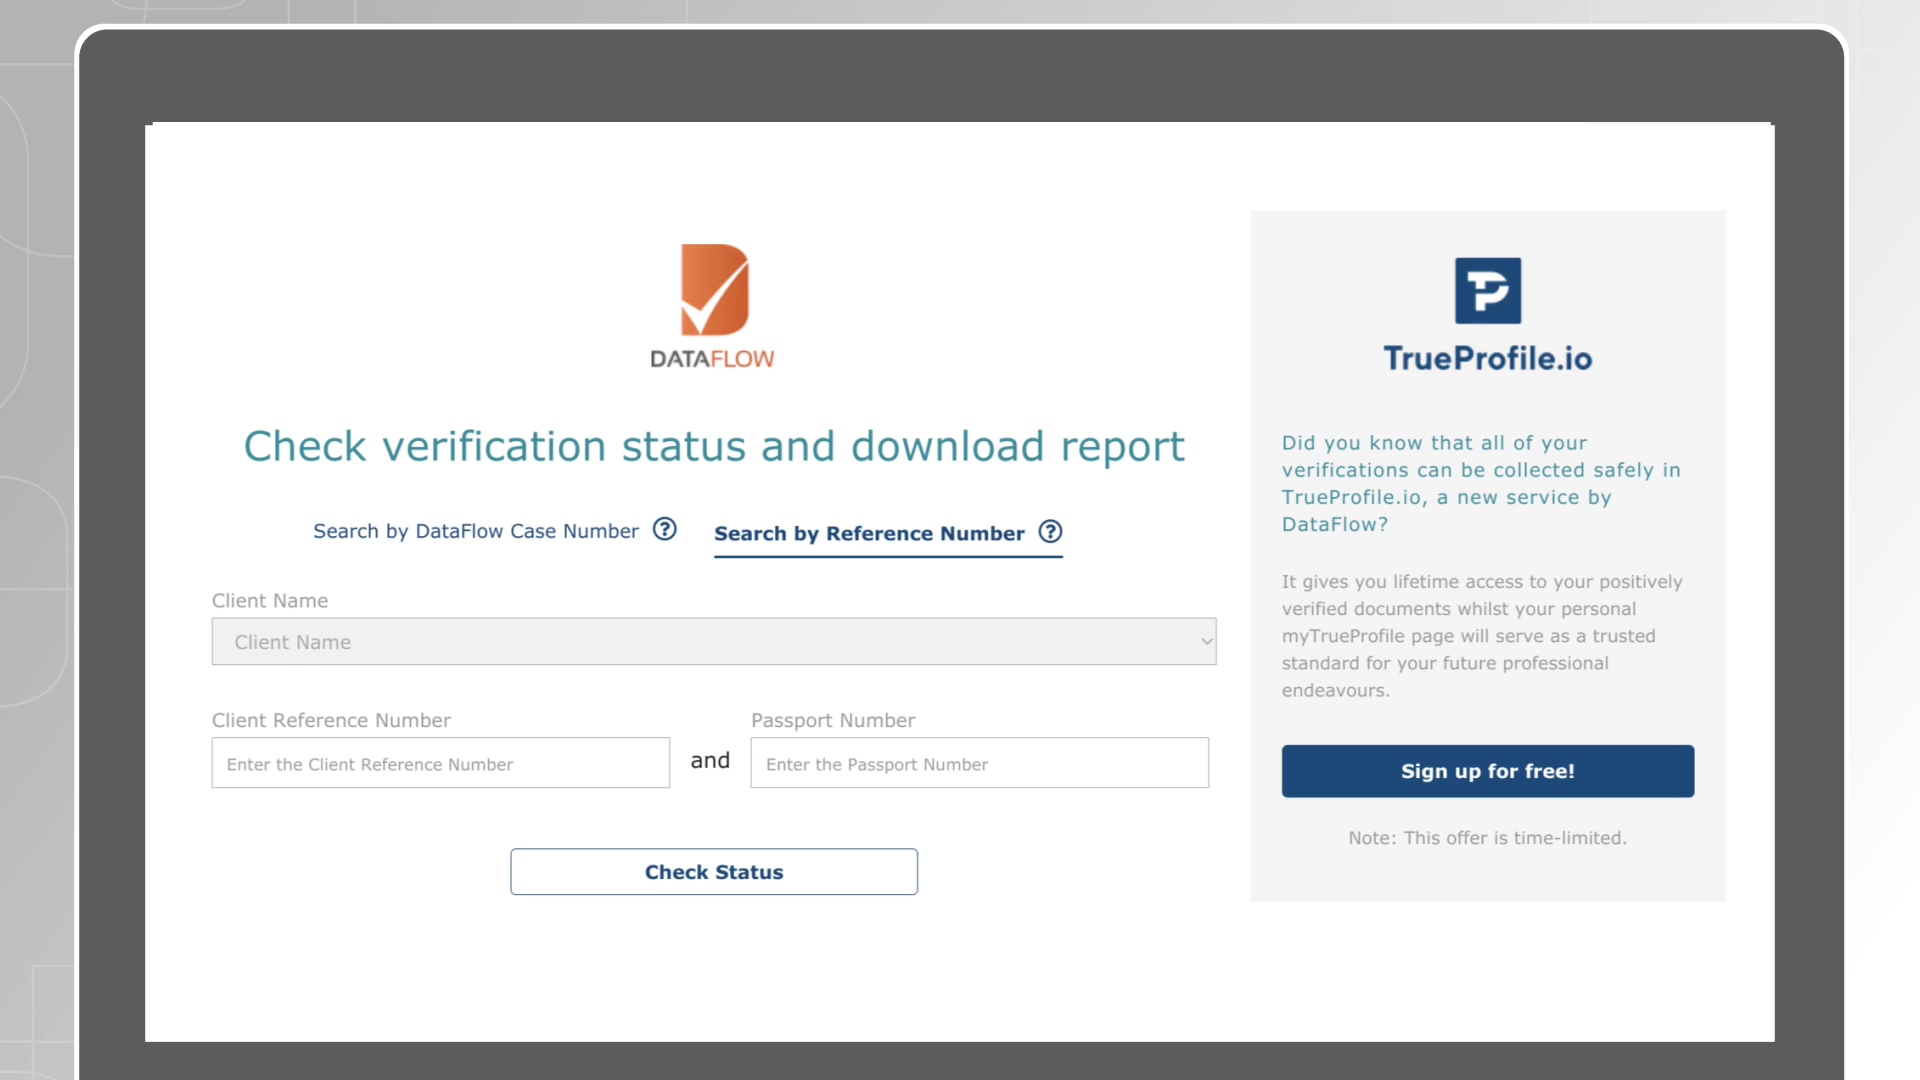 DATAFLOW
Check verification status and download report
Search by DataFlow Case Number ?
Search by Reference Number ?
Client Name
Client Name
Client Reference Number
Enter the Client Reference Number
and
Passport Number
Enter the Passport Number
Check Status
TrueProfile.io
Did you know that all of your
verifications can be collected safely in
TrueProfile.io, a new service by
DataFlow?
It gives you lifetime access to your positively
verified documents whilst your personal
myTrueProfile page will serve as a trusted
standard for your future professional
endeavours.
Sign up for free!
Note: This offer is time-limited.